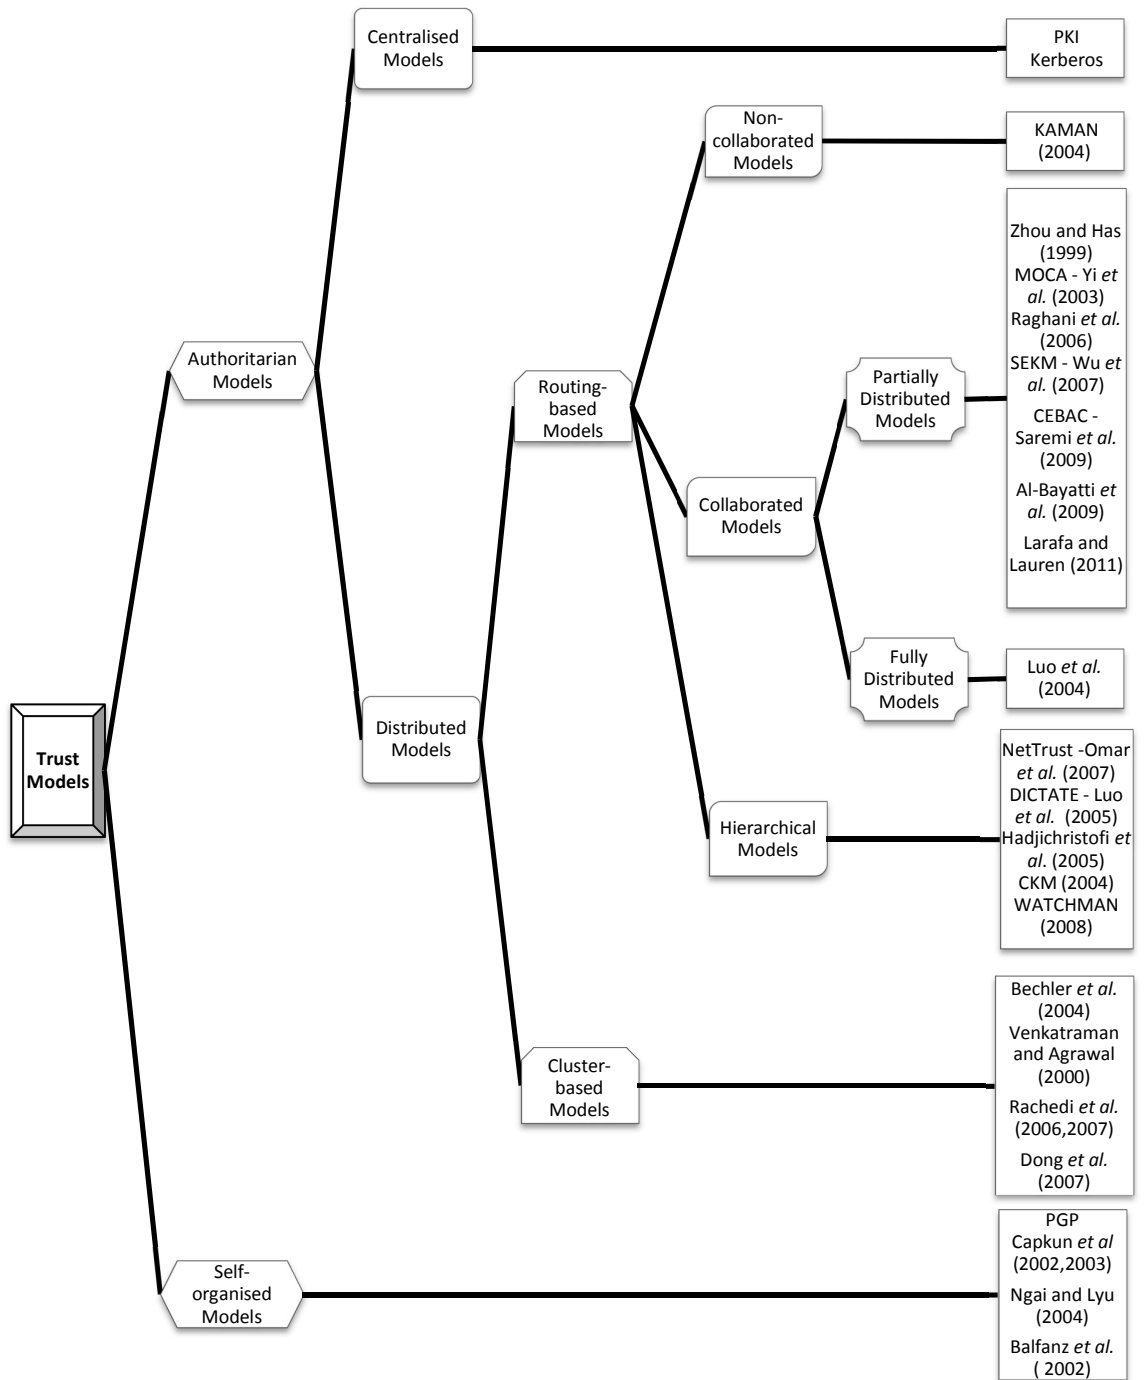 Centralised
Models
PKI
Kerberos
Non-
collaborated
Models
KAMAN
(2004)
Zhou and Has
(1999)
MOCA - Yi et
al. (2003)
Raghani et al.
(2006)
SEKM - Wu et
al. (2007)
CEBAC -
Saremi et al.
(2009)
Al-Bayatti et
al. (2009)
Larafa and
Lauren (2011)
Authoritarian
Models
Routing-
based
Models
Partially
Distributed
Models
Collaborated
Models
Fully
Distributed
Models
Luo et al.
(2004)
Trust
Models
Distributed
Models
NetTrust -Omar
et al. (2007)
DICTATE - Luo
et al. (2005)
Hadjichristofi et
al. (2005)
CKM (2004)
WATCHMAN
(2008)
Hierarchical
Models
Cluster-
based
Models
Bechler et al.
(2004)
Venkatraman
and Agrawal
(2000)
Rachedi et al.
(2006,2007)
Dong et al.
(2007)
Self-
organised
Models
PGP
Capkun et al
(2002,2003)
Ngai and Lyu
(2004)
Balfanz et al.
( 2002)